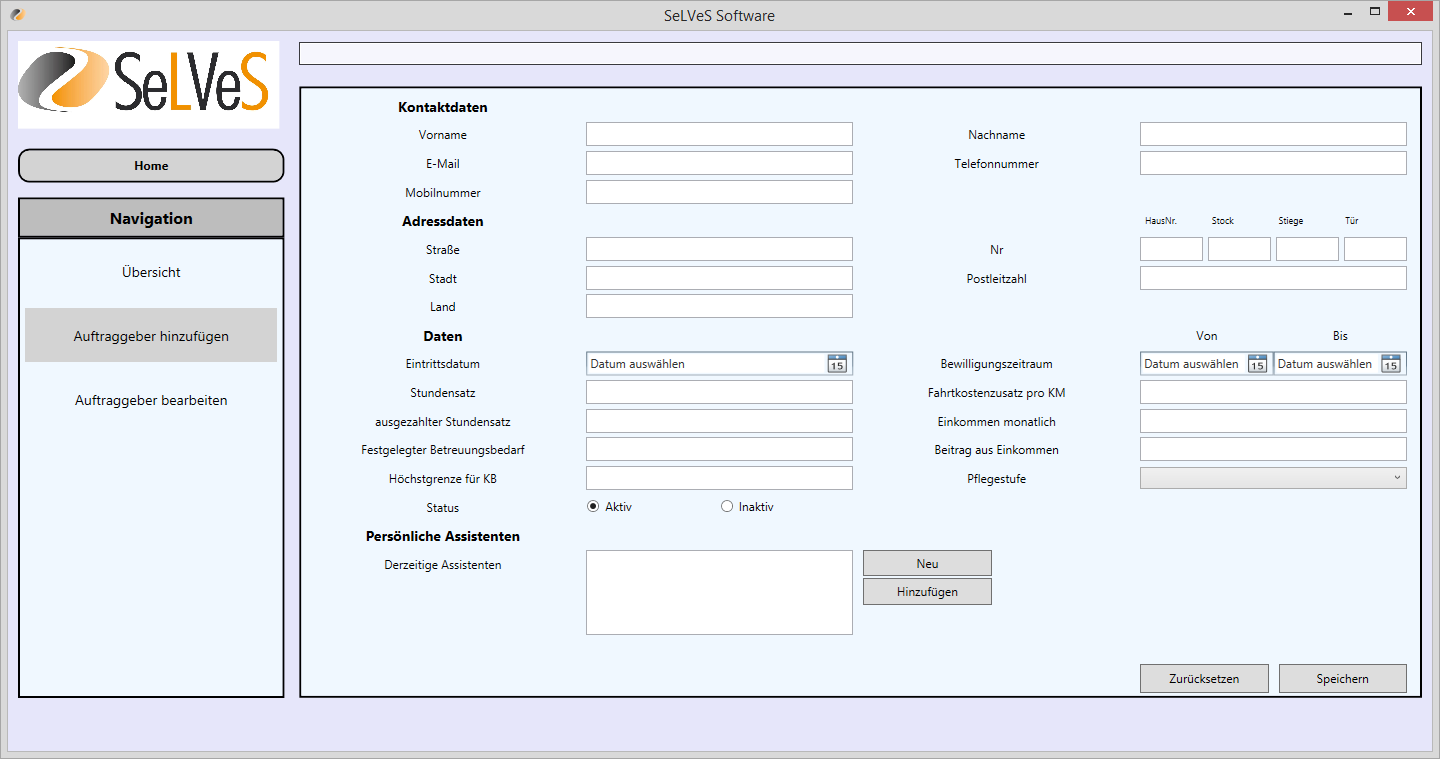 SeLVeS Software
SeLVeS
Home
Navigation
Übersicht
Auftraggeber hinzufügen
Auftraggeber bearbeiten
Kontaktdaten
Vorname Nachname
E-Mail Telefonnummer
Mobilnummer
Adressdaten HausNr. Stock Stiege Tür
Straße Nr
Stadt Postleitzahl
Land
Daten Von Bis
Eintrittsdatum Datum auswählen 15 Bewilligungszeitraum Datum auswählen 15 Datum auswählen 15
Stundensatz Fahrtkostenzusatz pro KM
ausgezahlter Stundensatz Einkommen monatlich
Festgelegter Betreuungsbedarf Beitrag aus Einkommen
Höchstgrenze für KB Pflegestufe
Status Aktiv Inaktiv
Persönliche Assistenten
Derzeitige Assistenten Neu
Hinzufügen
Zurücksetzen Speichern